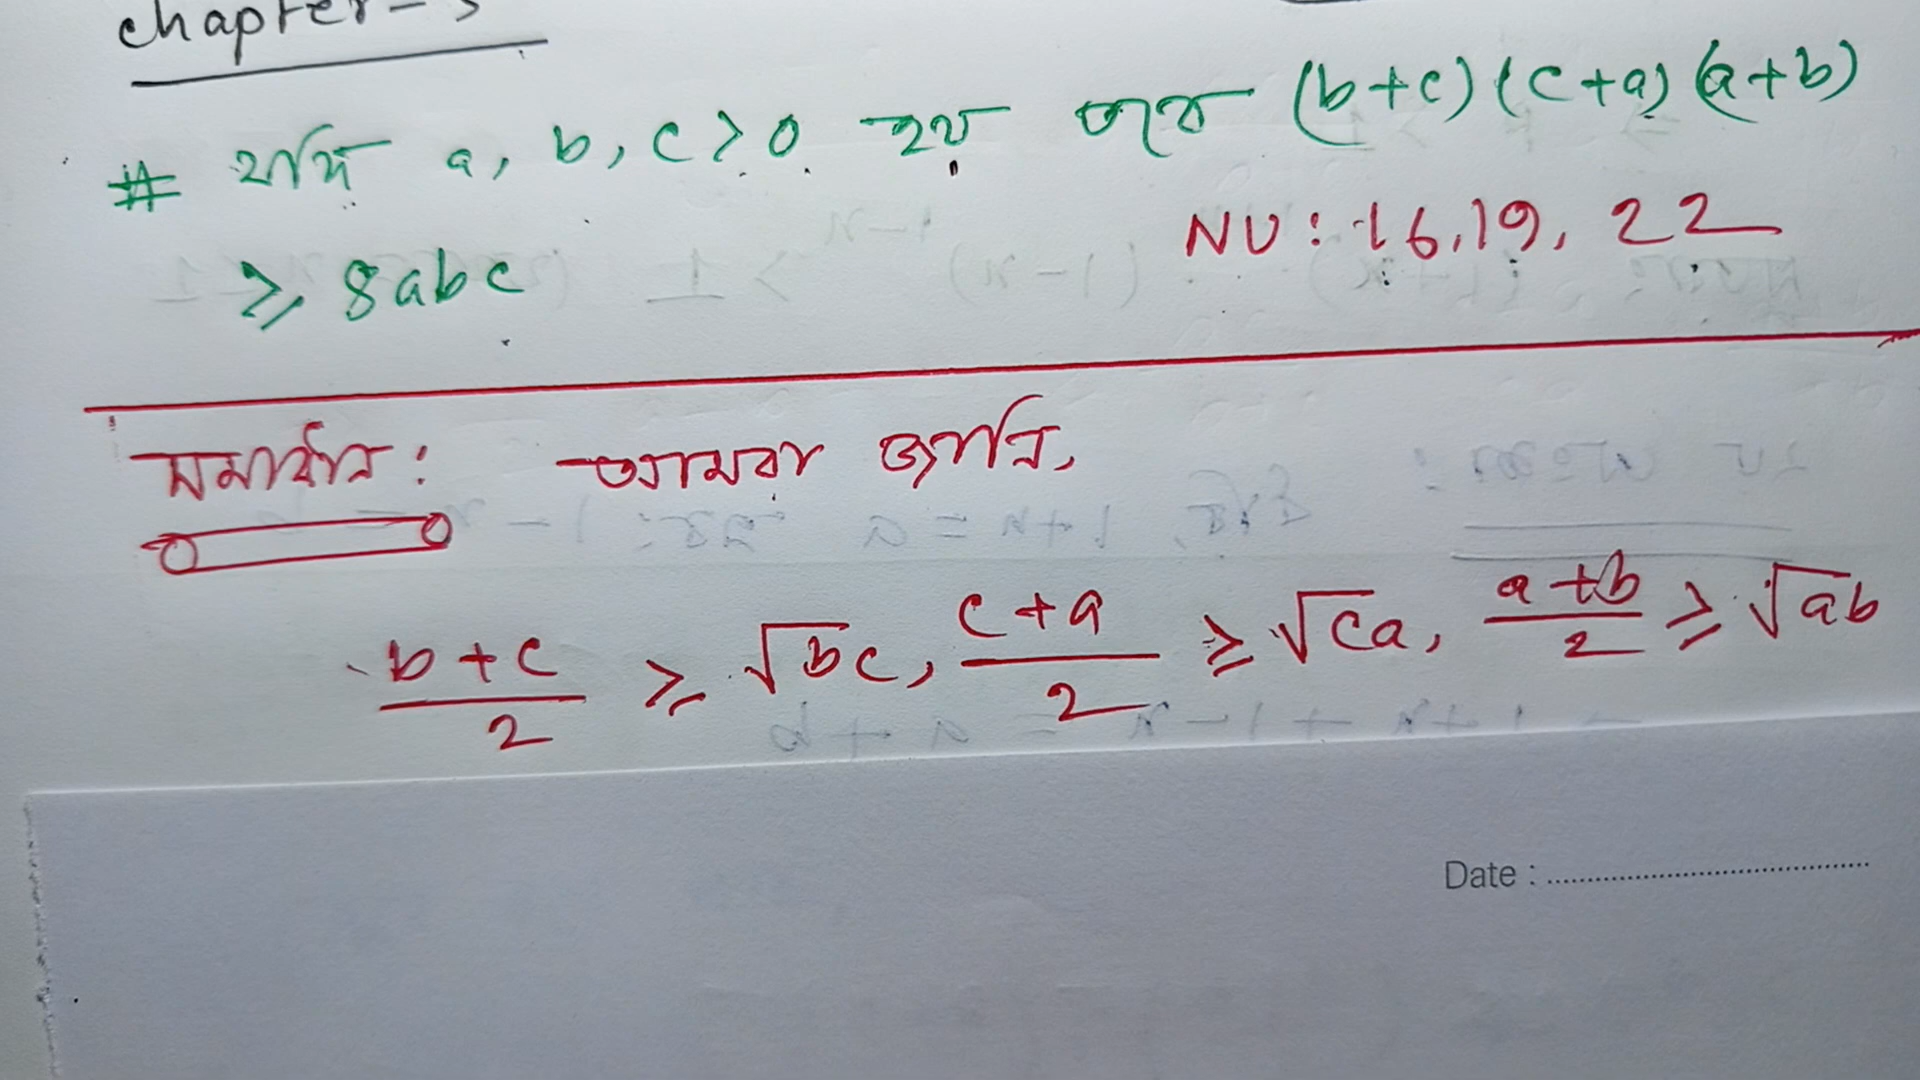 chapter-
# যদি a, b, c > 0 হয় তবে (b+c) (c+a) (a+b)
≥ 8abc
NU: 16, 19, 22
সমাধান: আমরা জানি,
b+c/2 ≥ √bc, c+a/2 ≥ √ca, a+b/2 ≥ √ab
Date :